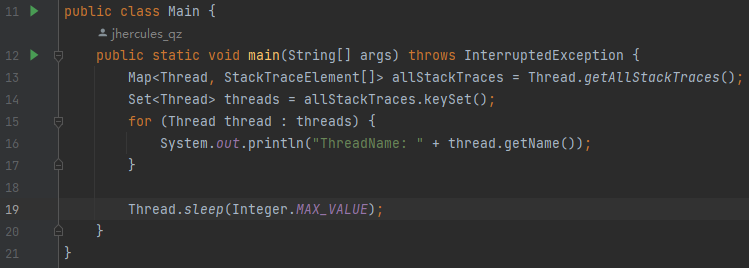 11 public class Main {
jhercules_qz
12 public static void main(String[] args) throws InterruptedException {
13 Map<Thread, StackTraceElement[]> allStackTraces = Thread.getAllStackTraces();
14 Set<Thread> threads = allStackTraces.keySet();
15 for (Thread thread : threads) {
16 System.out.println("ThreadName: " + thread.getName());
17 }
18
19 Thread.sleep(Integer.MAX_VALUE);
20 }
21 }